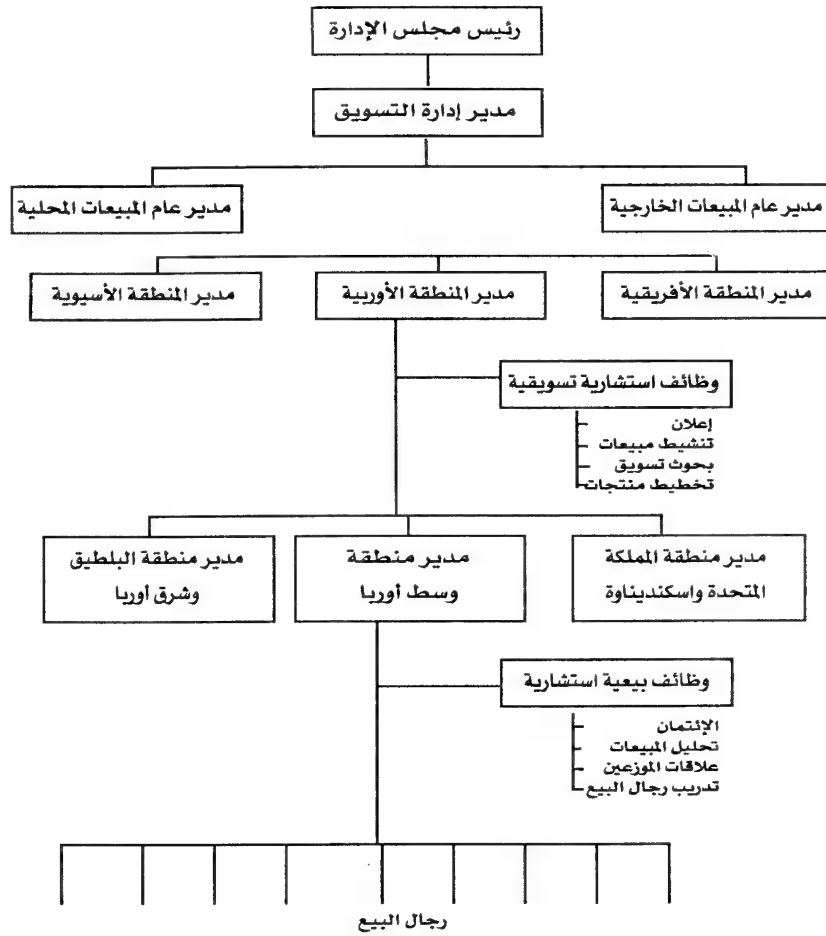 رئيس مجلس الإدارة
مدير إدارة التسويق
مدير عام المبيعات الخارجية
مدير عام المبيعات المحلية
مدير المنطقة الأفريقية
مدير المنطقة الأوربية
مدير المنطقة الأسيوية
وظائف استشارية تسويقية
إعلان
تنشيط مبيعات
بحوث تسويق
تخطيط منتجات
مدير منطقة المملكة
المتحدة واسكنديناوة
مدير منطقة
وسط أوربا
مدير منطقة البلطيق
وشرق أوربا
وظائف بيعية استشارية
الإئتمان
تحليل المبيعات
علاقات الموزعين
تدريب رجال البيع
رجال البيع